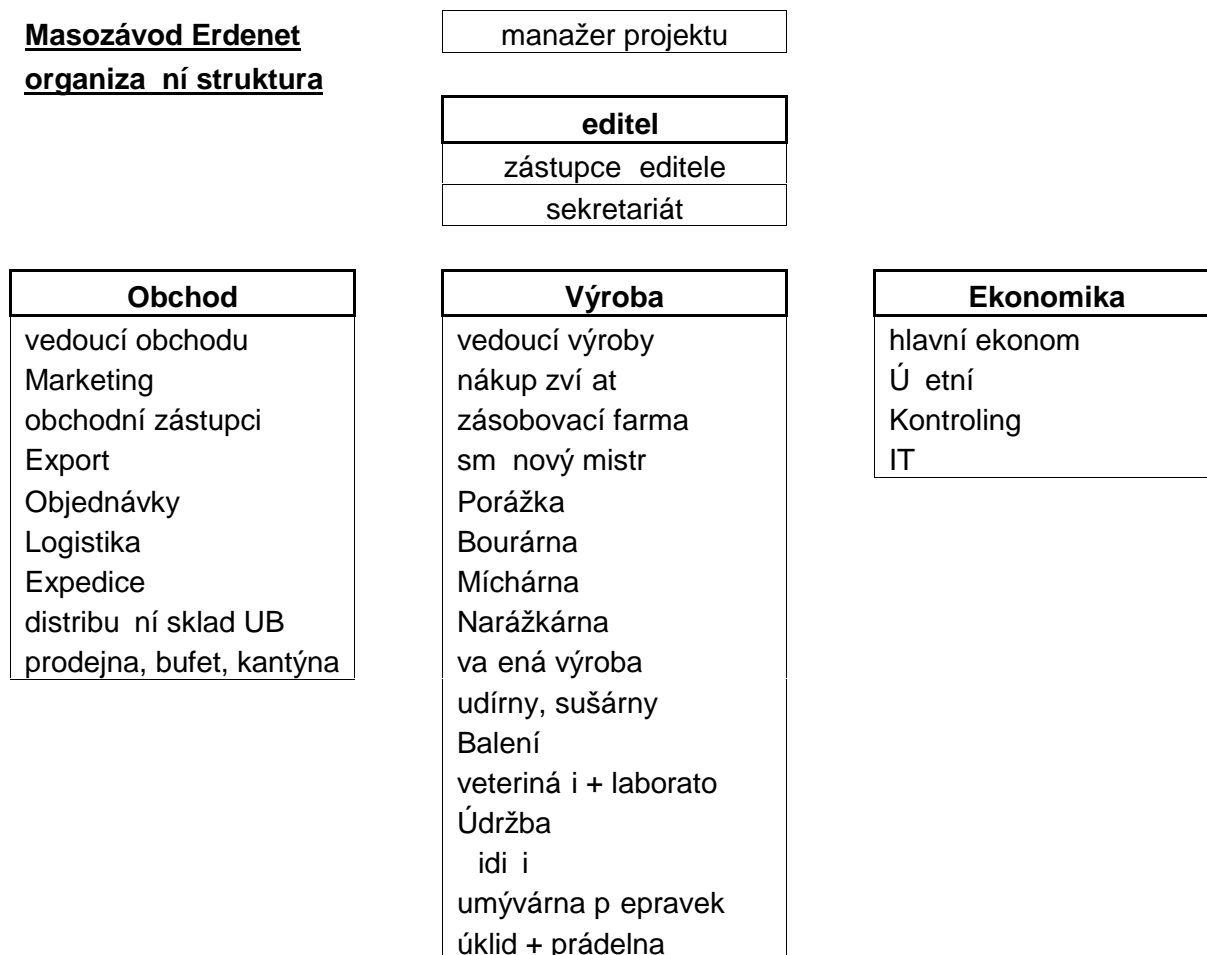 Masozávod Erdenet
organiza ní struktura
manažer projektu
editel
zástupce editele
sekretariát
Obchod
vedoucí obchodu
Marketing
obchodní zástupci
Export
Objednávky
Logistika
Expedice
distribu ní sklad UB
prodejna, bufet, kantýna
Výroba
vedoucí výroby
nákup zví at
zásobovací farma
sm nový mistr
Porážka
Bourárna
Míchárna
Narážkárna
va ená výroba
udírny, sušárny
Balení
veteriná i + laborato
Údržba
idi i
umývárna p epravek
úklid + prádelna
Ekonomika
hlavní ekonom
Ú etní
Kontroling
IT